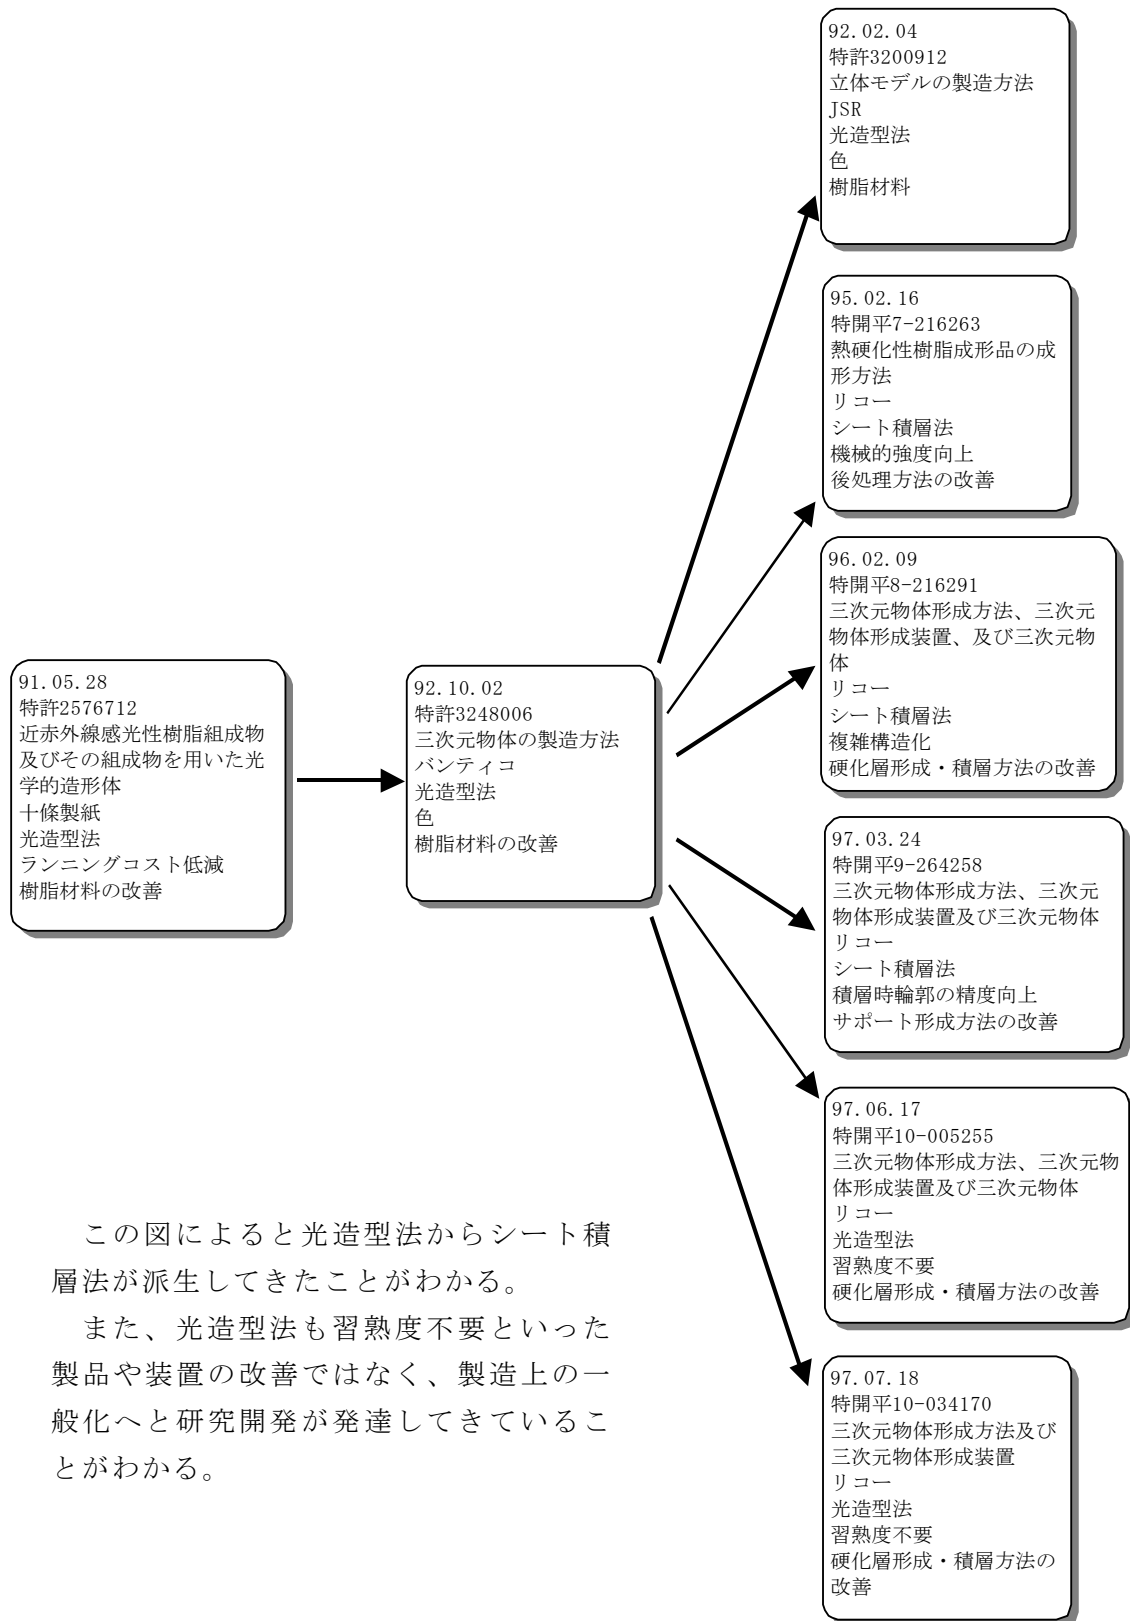 91.05.28
特許2576712
近赤外線感光性樹脂組成物
及びその組成物を用いた光
学的造形体
十條製紙
光造型法
ランニングコスト低減
樹脂材料の改善
92.10.02
特許3248006
三次元物体の製造方法
バンティコ
光造型法
色
樹脂材料の改善
92.02.04
特許3200912
立体モデルの製造方法
JSR
光造型法
色
樹脂材料
95.02.16
特開平7-216263
熱硬化性樹脂成形品の成
形方法
リコー
シート積層法
機械的強度向上
後処理方法の改善
96.02.09
特開平8-216291
三次元物体形成方法、三次元
物体形成装置、及び三次元物
体
リコー
シート積層法
複雑構造化
硬化層形成・積層方法の改善
97.03.24
特開平9-264258
三次元物体形成方法、三次元
物体形成装置及び三次元物体
リコー
シート積層法
積層時輪郭の精度向上
サポート形成方法の改善
97.06.17
特開平10-005255
三次元物体形成方法、三次元物
体形成装置及び三次元物体
リコー
光造型法
習熟度不要
硬化層形成・積層方法の改善
97.07.18
特開平10-034170
三次元物体形成方法及び
三次元物体形成装置
リコー
光造型法
習熟度不要
硬化層形成・積層方法の
改善
この図によると光造型法からシート積
層法が派生してきたことがわかる。
また、光造型法も習熟度不要といった
製品や装置の改善ではなく、製造上の一
般化へと研究開発が発達してきているこ
とがわかる。